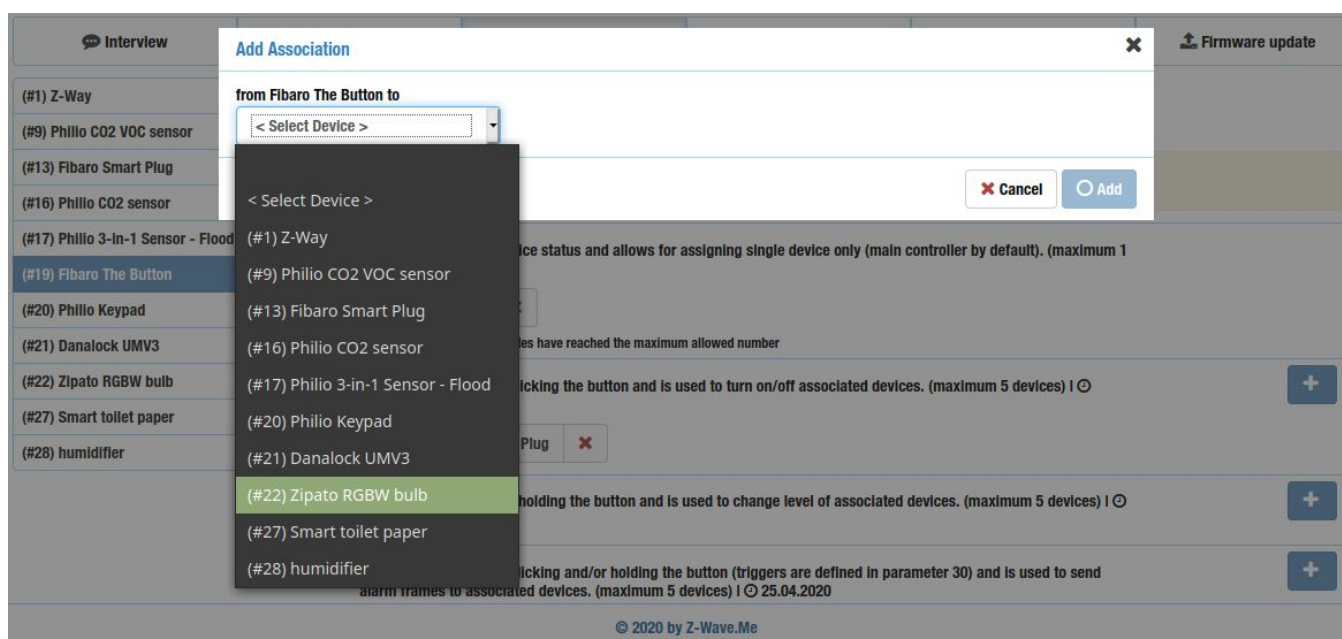 Interview
Add Association
Firmware update
(#1) Z-Way
(#9) Philio CO2 VOC sensor
(#13) Fibaro Smart Plug
(#16) Philio CO2 sensor
(#17) Philio 3-in-1 Sensor - Flood
(#19) Fibaro The Button
(#20) Philio Keypad
(#21) Danalock UMV3
(#22) Zipato RGBW bulb
(#27) Smart toilet paper
(#28) humidifier
from Fibaro The Button to
< Select Device >
Cancel
Add
< Select Device >
(#1) Z-Way
(#9) Philio CO2 VOC sensor
(#13) Fibaro Smart Plug
(#16) Philio CO2 sensor
(#17) Philio 3-in-1 Sensor - Flood
(#20) Philio Keypad
(#21) Danalock UMV3
(#22) Zipato RGBW bulb
(#27) Smart toilet paper
(#28) humidifier
status and allows for assigning single device only (main controller by default). (maximum 1
have reached the maximum allowed number
the button and is used to turn on/off associated devices. (maximum 5 devices) |
Plug
holding the button and is used to change level of associated devices. (maximum 5 devices) |
and/or holding the button (triggers are defined in parameter 30) and is used to send
alarm frames to associated devices. (maximum 5 devices) | 25.04.2020
© 2020 by Z-Wave.Me